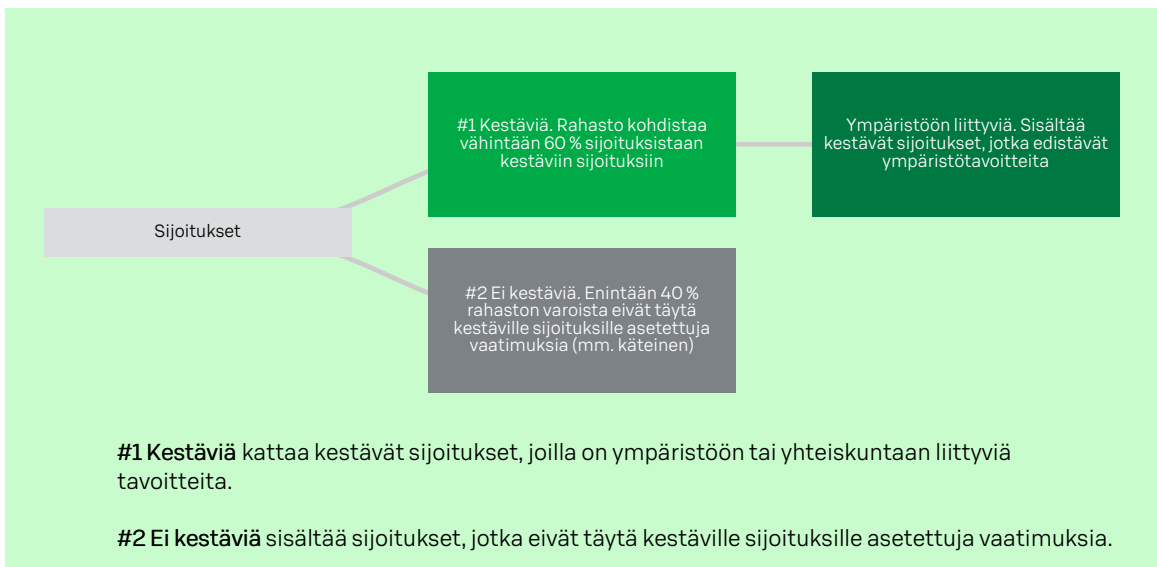 #1 Kestäviä. Rahasto kohdistaa
vähintään 60 % sijoituksistaan
kestäviin sijoituksiin
Ympäristöön liittyviä. Sisältää
kestävät sijoitukset, jotka edistävät
ympäristötavoitteita
Sijoitukset
#2 Ei kestäviä. Enintään 40 %
rahaston varoista eivät täytä
kestäville sijoituksille asetettuja
vaatimuksia (mm. käteinen)
#1 Kestäviä kattaa kestävät sijoitukset, joilla on ympäristöön tai yhteiskuntaan liittyviä
tavoitteita.
#2 Ei kestäviä sisältää sijoitukset, jotka eivät täytä kestäville sijoituksille asetettuja vaatimuksia.